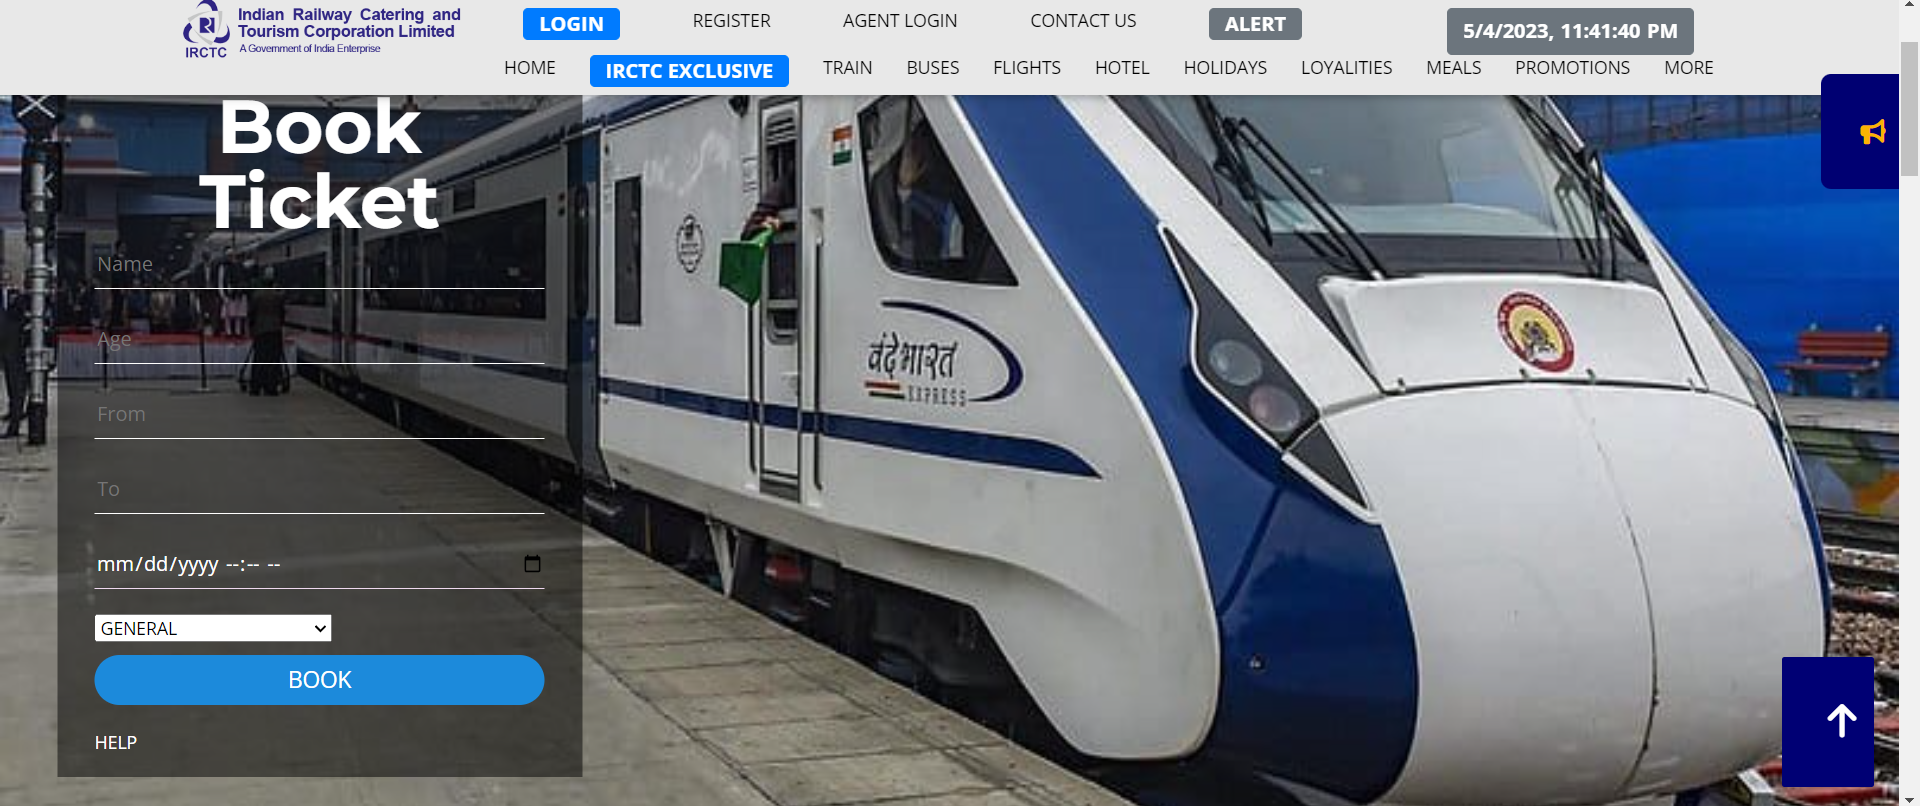 Indian Railway Catering and
Tourism Corporation Limited
IRCTC A Government of India Enterprise
LOGIN REGISTER AGENT LOGIN CONTACT US ALERT 5/4/2023, 11:41:40 PM
HOME IRCTC EXCLUSIVE TRAIN BUSES FLIGHTS HOTEL HOLIDAYS LOYALITIES MEALS PROMOTIONS MORE
Book
Ticket
Name
Age
From
To
mm/dd/yyyy --:-- --
GENERAL
BOOK
HELP
वंदे भारत
EXPRESS